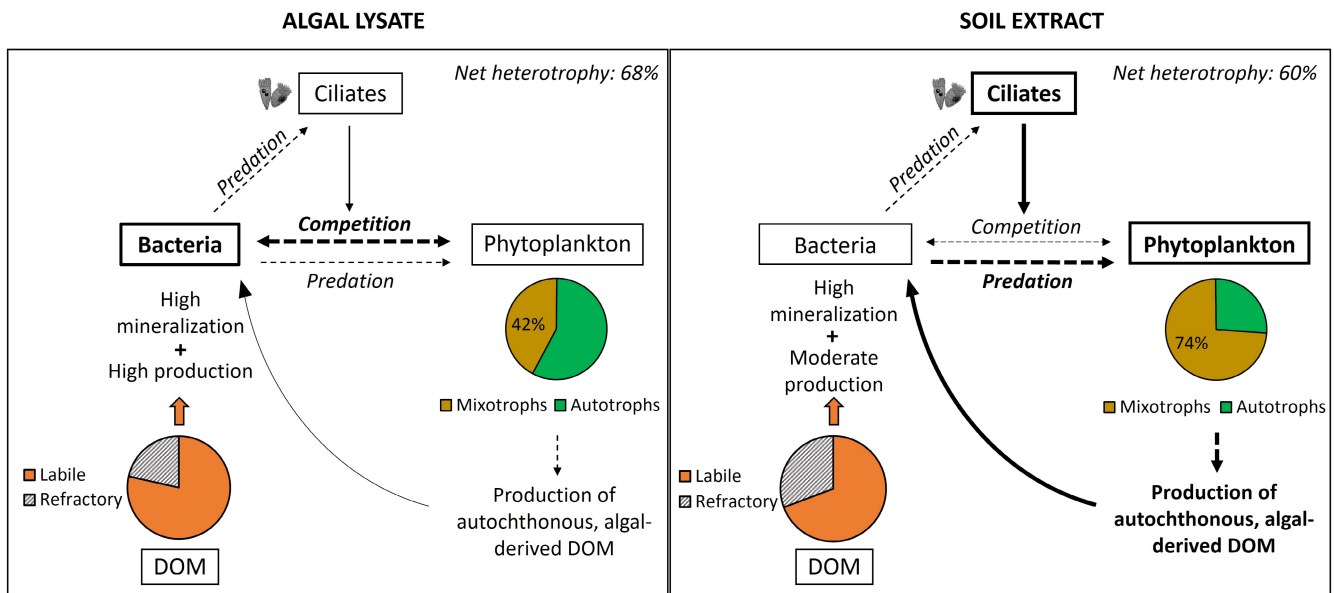 ALGAL LYSATE
Net heterotrophy: 68%
Ciliates
Predation
Competition
Bacteria
Phytoplankton
Predation
High
mineralization
+
High production
42%
Mixotrophs
Autotrophs
Labile
Refractory
DOM
Production of
autochthonous, algal-
derived DOM
SOIL EXTRACT
Net heterotrophy: 60%
Ciliates
Predation
Competition
Bacteria
Phytoplankton
Predation
High
mineralization
+
Moderate
production
74%
Mixotrophs
Autotrophs
Labile
Refractory
DOM
Production of
autochthonous, algal-
derived DOM